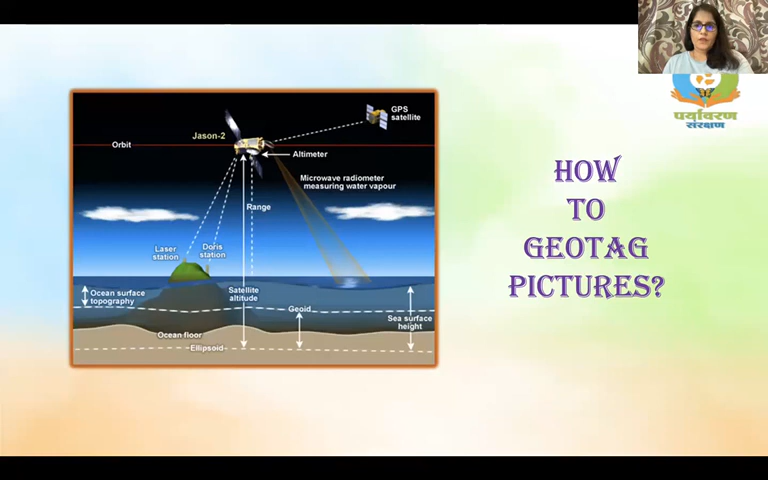 GPS
satellite
Jason-2
Orbit
Altimeter
Microwave radiometer
measuring water vapour
Range
Laser
station
Doris
station
Ocean surface
topography
Satellite
altitude
Geoid
Sea surface
height
Ocean floor
Ellipsoid
पर्यावरण
संरक्षण
HOW
TO
GEOTAG
PICTURES?